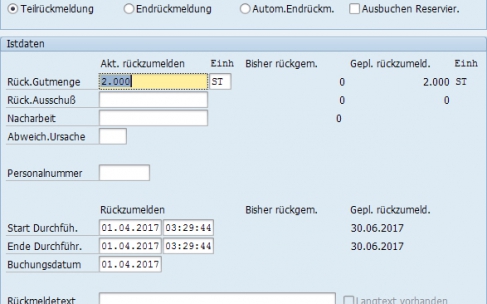 Teilrückmeldung Endrückmeldung Autom.Endrückm. Ausbuchen Reservier.
Istdaten
Akt. rückzumelden Einh Bisher rückgem. Gepl. rückzumeld. Einh
Rück.Gutmenge 2.000 ST 0 2.000 ST
Rück.Ausschuß 0 0
Nacharbeit 0
Abweich.Ursache
Personalnummer
Rückzumelden Bisher rückgem. Gepl. rückzumeld.
Start Durchfüh. 01.04.2017 03:29:44 30.06.2017
Ende Durchführ. 01.04.2017 03:29:44 30.06.2017
Buchungsdatum 01.04.2017
Rückmeldetext Langtext vorhanden